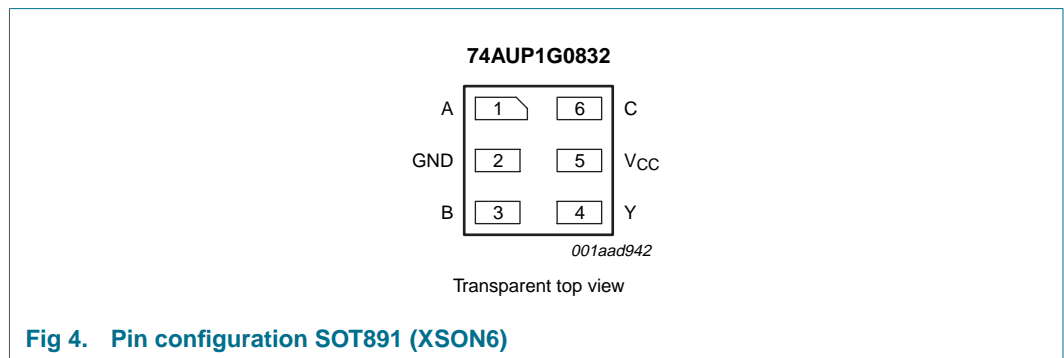 74AUP1G0832
A 1 6 C
GND 2 5 VCC
B 3 4 Y
001aad942
Transparent top view
Fig 4. Pin configuration SOT891 (XSON6)